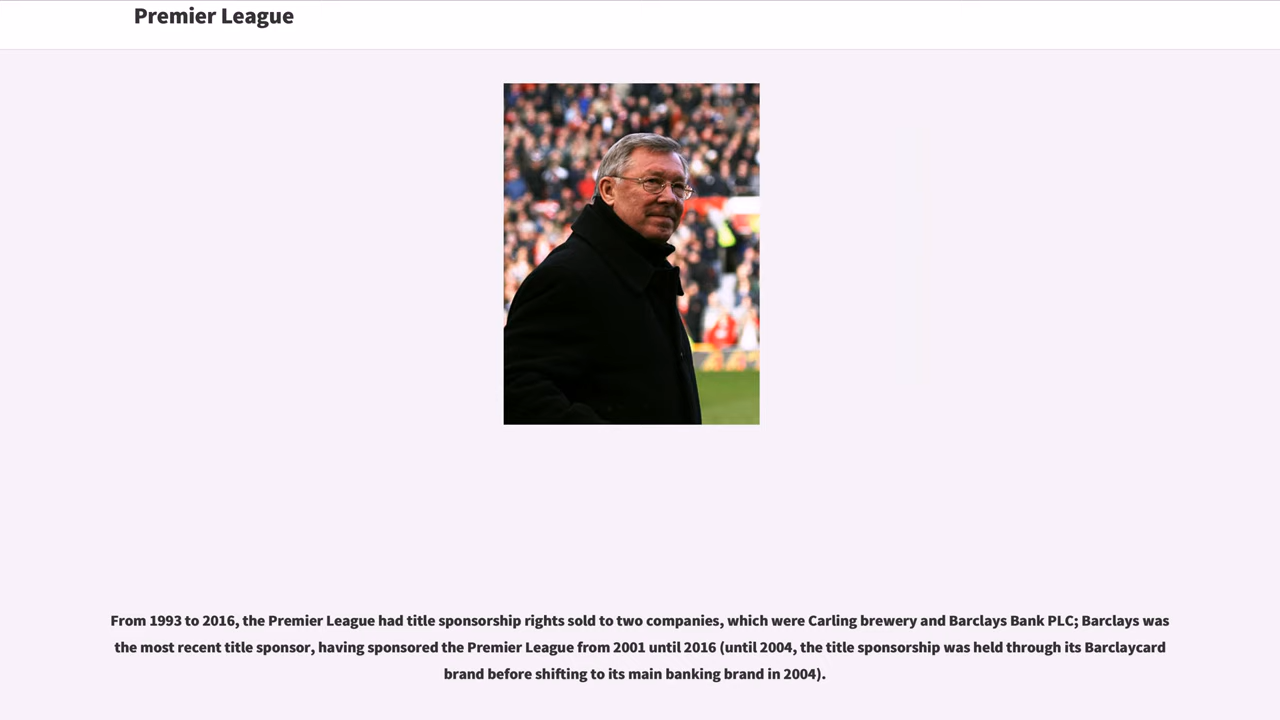 Premier League
From 1993 to 2016, the Premier League had title sponsorship rights sold to two companies, which were Carling brewery and Barclays Bank PLC; Barclays was
the most recent title sponsor, having sponsored the Premier League from 2001 until 2016 (until 2004, the title sponsorship was held through its Barclaycard
brand before shifting to its main banking brand in 2004).